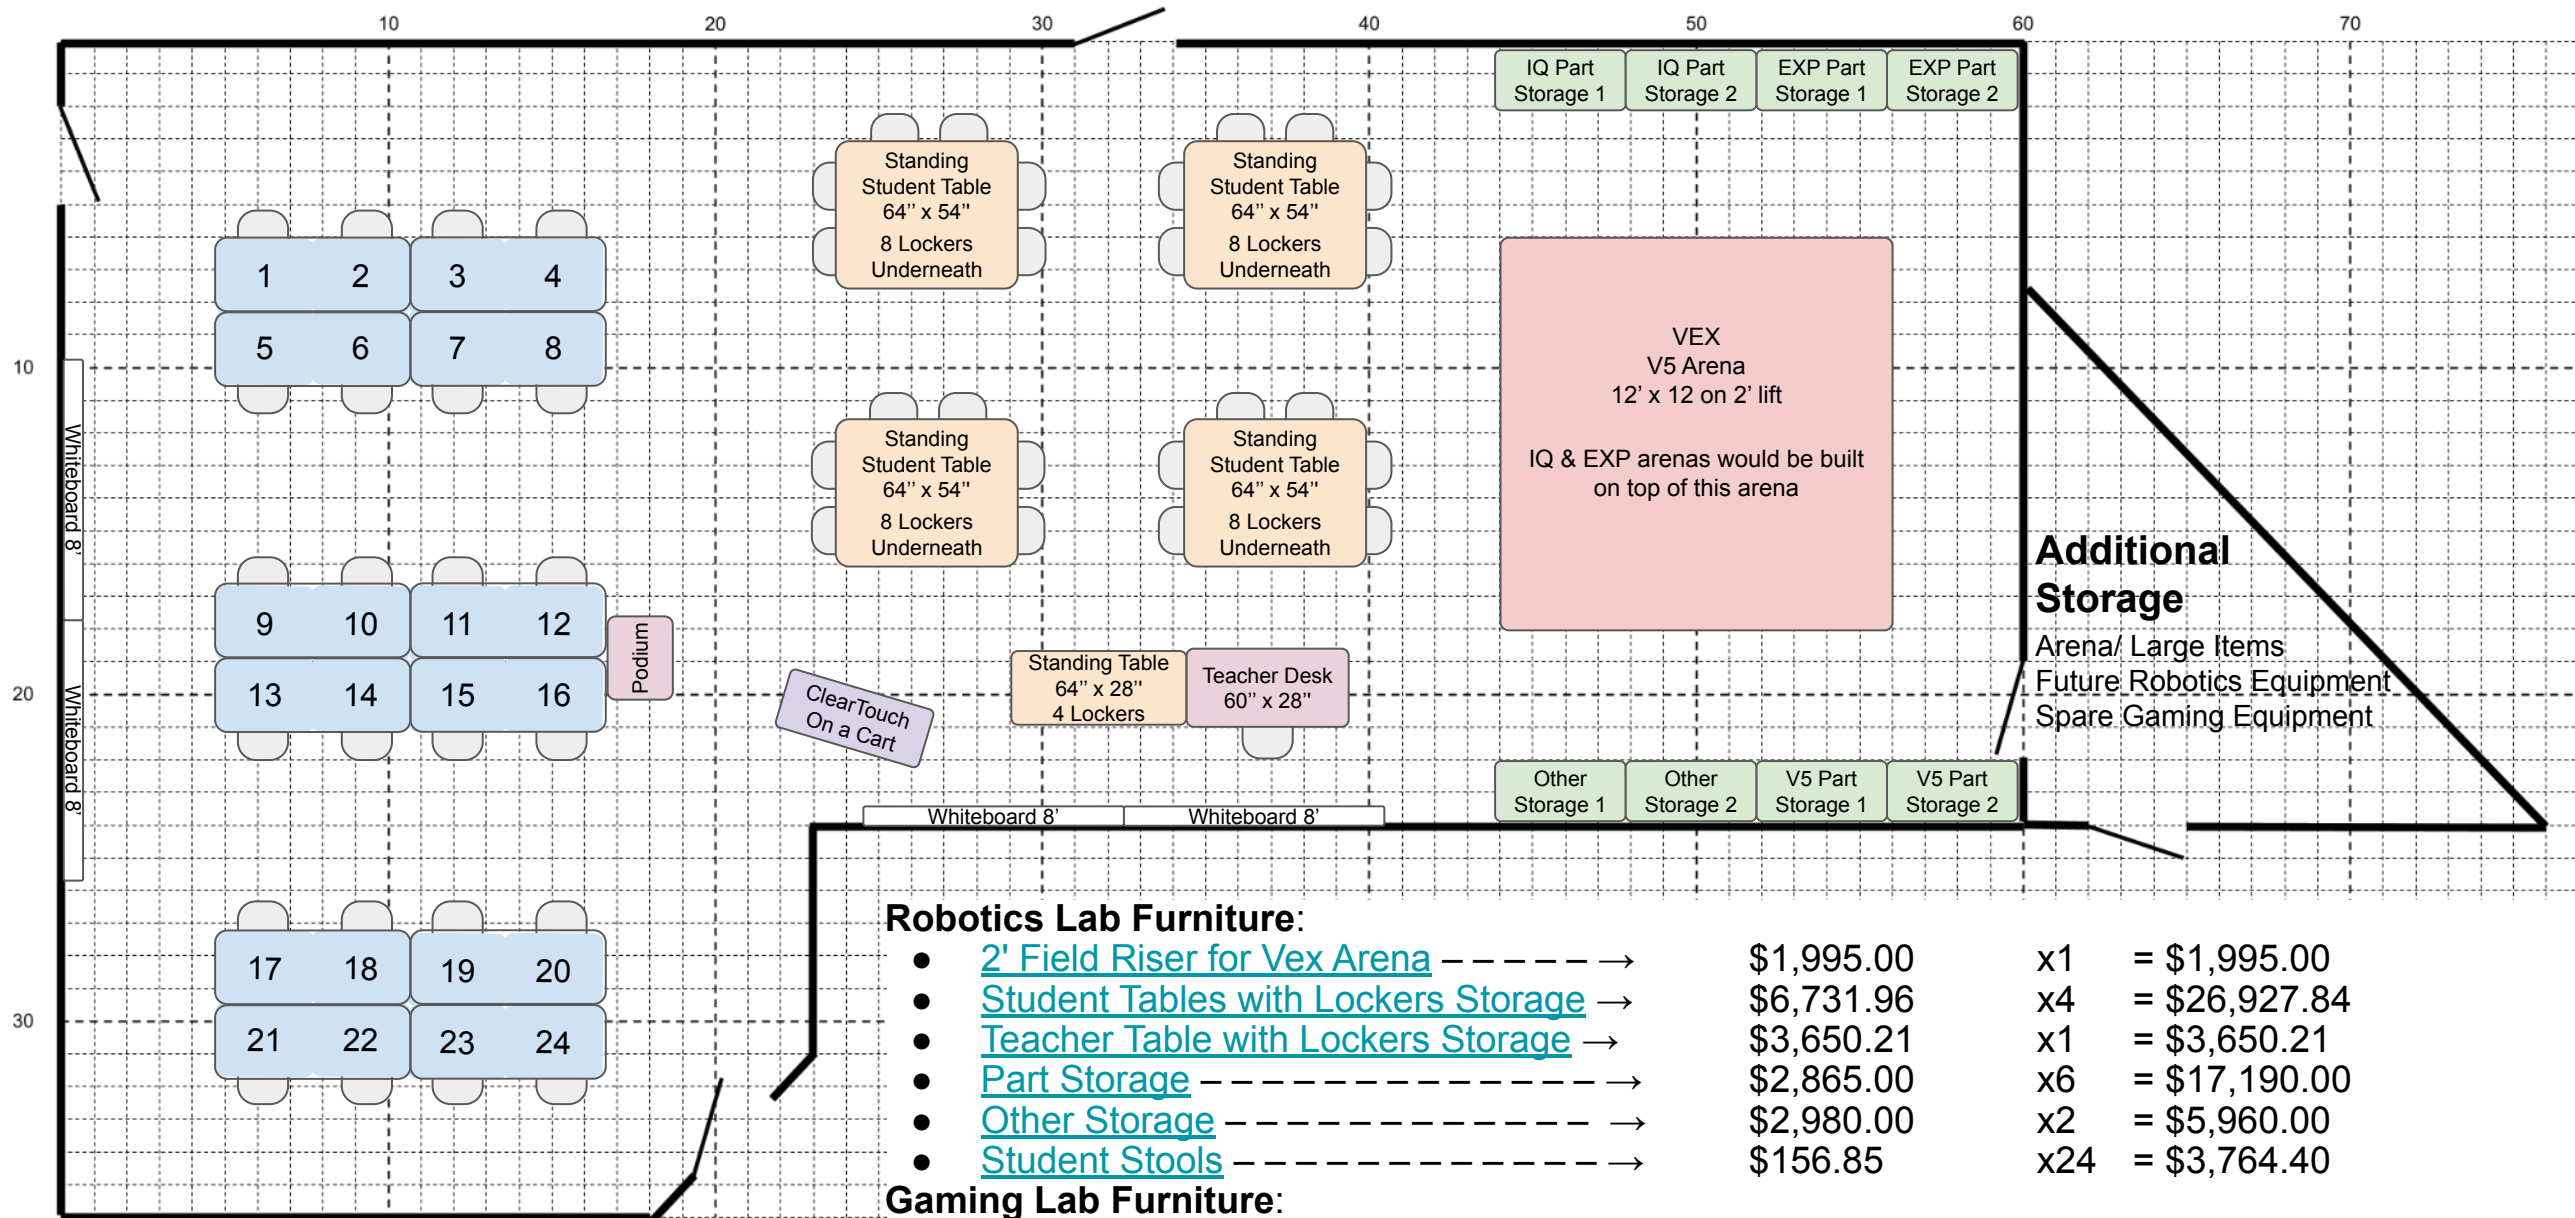 10 20 30 40 50 60 70
IQ Part
Storage 1
IQ Part
Storage 2
EXP Part
Storage 1
EXP Part
Storage 2
Standing
Student Table
64’’ x 54"
8 Lockers
Underneath
Standing
Student Table
64’’ x 54"
8 Lockers
Underneath
1 2 3 4
5 6 7 8
10
VEX
V5 Arena
12’ x 12 on 2’ lift
IQ & EXP arenas would be built
on top of this arena
Whiteboard 8’
Standing
Student Table
64’’ x 54"
8 Lockers
Underneath
Standing
Student Table
64’’ x 54"
8 Lockers
Underneath
Additional
Storage
Arena/ Large Items
Future Robotics Equipment
Spare Gaming Equipment
9 10 11 12
13 14 15 16
Podium
20
Whiteboard 8’
ClearTouch
On a Cart
Standing Table
64’’ x 28"
4 Lockers
Teacher Desk
60’’ x 28"
Other
Storage 1
Other
Storage 2
V5 Part
Storage 1
V5 Part
Storage 2
Whiteboard 8’
Whiteboard 8’
17 18 19 20
21 22 23 24
30
Robotics Lab Furniture:
● 2' Field Riser for Vex Arena – – – – – → $1,995.00 x1 = $1,995.00
● Student Tables with Lockers Storage → $6,731.96 x4 = $26,927.84
● Teacher Table with Lockers Storage → $3,650.21 x1 = $3,650.21
● Part Storage – – – – – – – – – – – – – – → $2,865.00 x6 = $17,190.00
● Other Storage – – – – – – – – – – – – – → $2,980.00 x2 = $5,960.00
● Student Stools – – – – – – – – – – – – – → $156.85 x24 = $3,764.40
Gaming Lab Furniture: